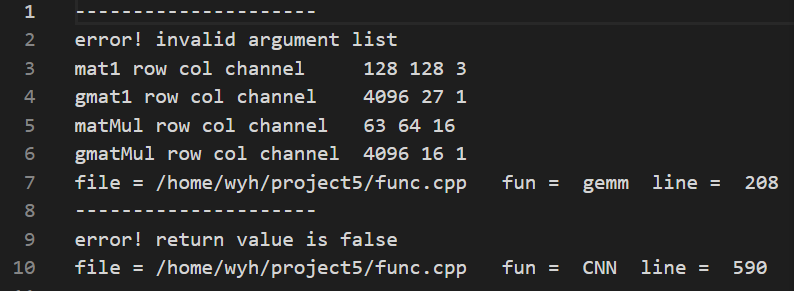 1 ---------------------
2 error! invalid argument list
3 mat1 row col channel 128 128 3
4 gmat1 row col channel 4096 27 1
5 matMul row col channel 63 64 16
6 gmatMul row col channel 4096 16 1
7 file = /home/wyh/project5/func.cpp fun = gemm line = 208
8 ---------------------
9 error! return value is false
10 file = /home/wyh/project5/func.cpp fun = CNN line = 590